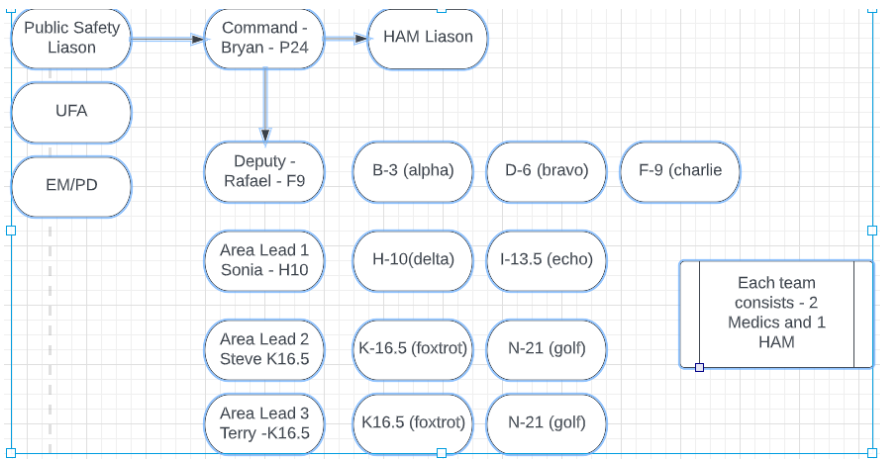 Public Safety
Liason
Command -
Bryan - P24
HAM Liason
UFA
EM/PD
Deputy -
Rafael - F9
B-3 (alpha)
D-6 (bravo)
F-9 (charlie
Area Lead 1
Sonia - H10
H-10(delta)
I-13.5 (echo)
Each team
consists - 2
Medics and 1
HAM
Area Lead 2
Steve K16.5
K-16.5 (foxtrot)
N-21 (golf)
Area Lead 3
Terry -K16.5
K16.5 (foxtrot)
N-21 (golf)